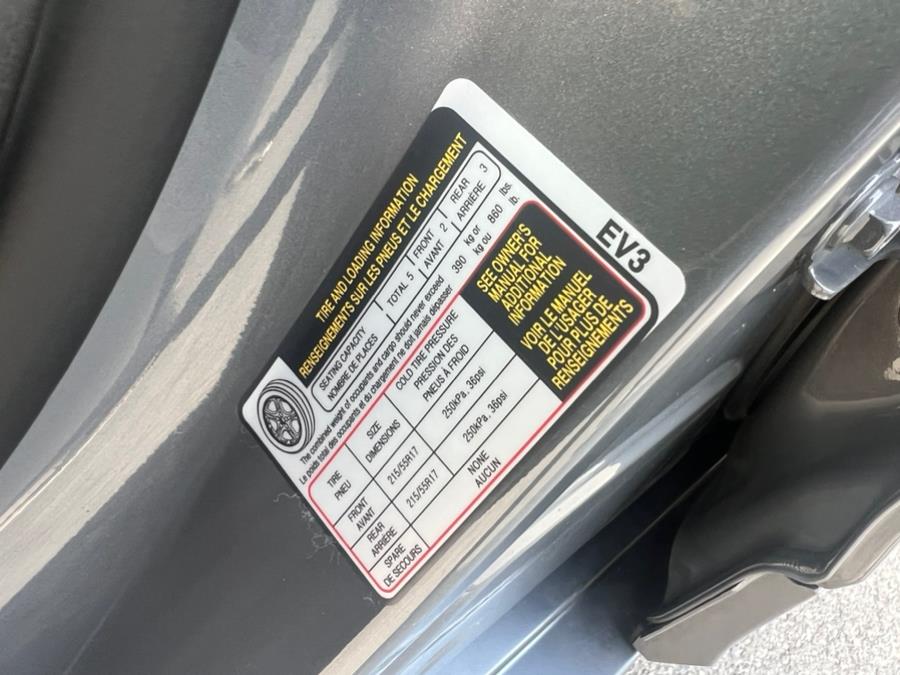 TIRE AND LOADING INFORMATION
RENSEIGNEMENTS SUR LES PNEUS ET LE CHARGEMENT
SEATING CAPACITY
NOMBRE DE PLACES
TOTAL 5
FRONT 2
AVANT
REAR 3
ARRIÈRE
The combined weight of occupants and cargo should never exceed 390 kg or 860 lbs.
Le poids total des occupants et du chargement ne doit jamais dépasser kg ou lb.
TIRE
PNEU
SIZE
DIMENSIONS
COLD TIRE PRESSURE
PRESSION DES
PNEUS À FROID
FRONT
AVANT
215/55R17
250kPa, 36psi
REAR
ARRIÈRE
215/55R17
250kPa, 36psi
SPARE
DE SECOURS
NONE
AUCUN
SEE OWNER'S
MANUAL FOR
ADDITIONAL
INFORMATION
VOIR LE MANUEL
DE L'USAGER
POUR PLUS DE
RENSEIGNEMENTS
EV3